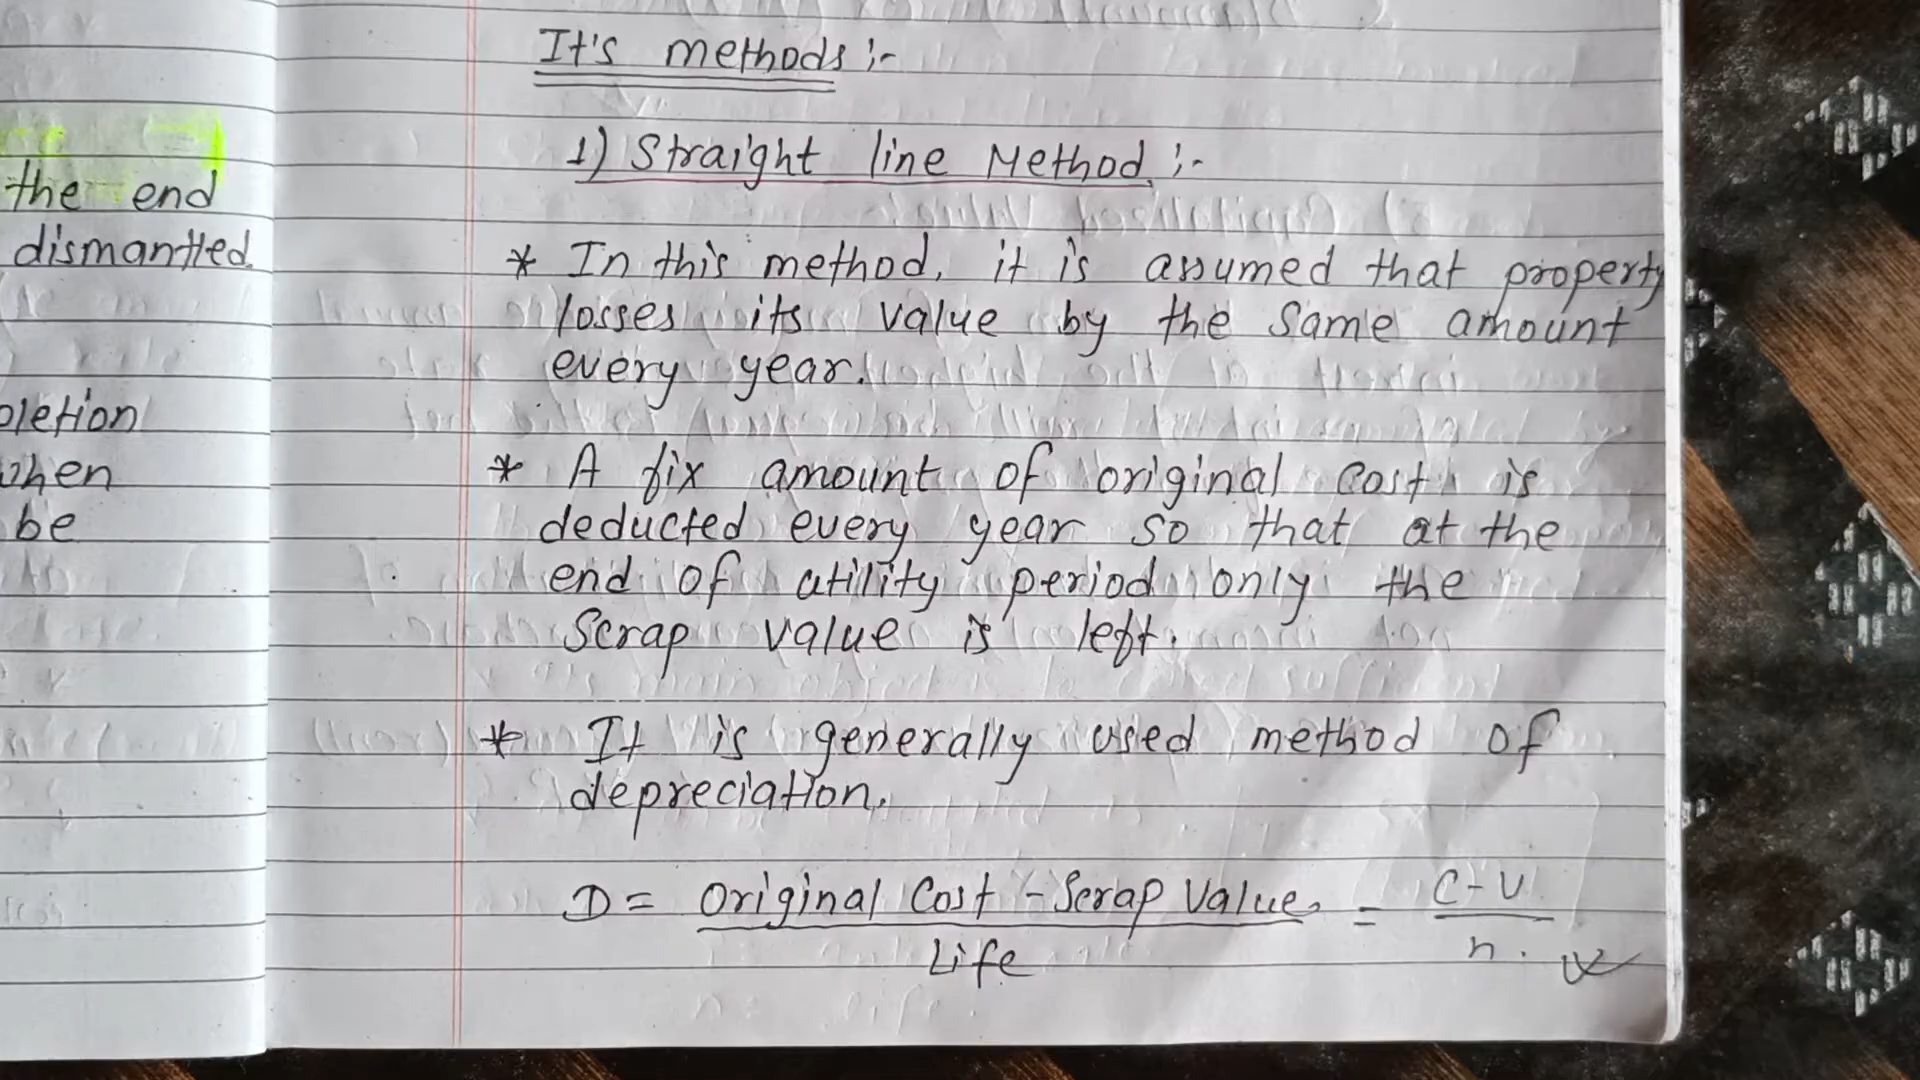 the end
dismantled.
pletion
when
be
It's methods :-
1) Straight line Method. :-
* In this method, it is assumed that property
losses its value by the same amount
every year.
* A fix amount of original cost is
deducted every year so that at the
end of atility period only the
Scrap value is left.
* It is generally used method of
depreciation.
D = Original Cost - Scrap Value = C - V
Life n.